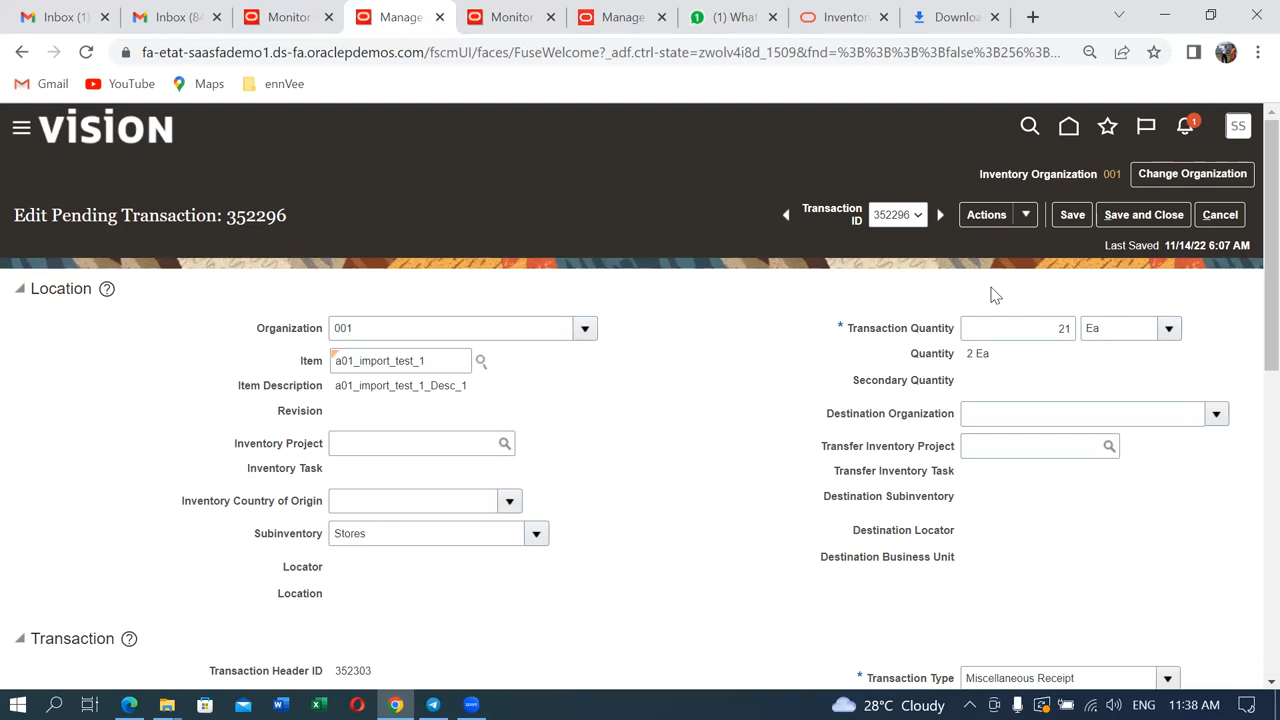 Inbox (1)
Inbox (84
Monitor
Manage
Monitor
Manage
(1) What
Inventor
Downloa
fa-etat-saasfademo1.ds-fa.oraclepdemos.com/fscmUI/faces/FuseWelcome?_adf.ctrl-state=zwolv4ied_1509&fnd=%3B%3B%3B%3Bfalse%3B256%3B...
Gmail
YouTube
Maps
ennVee
vision
1
SS
Inventory Organization 001
Change Organization
Edit Pending Transaction: 352296
Transaction ID
352296
Actions
Save
Save and Close
Cancel
Last Saved 11/14/22 6:07 AM
Location
Organization 001
* Transaction Quantity 21 Ea
Item a01_import_test_1
Quantity 2 Ea
Item Description a01_import_test_1_Desc_1
Secondary Quantity
Revision
Destination Organization
Inventory Project
Transfer Inventory Project
Inventory Task
Transfer Inventory Task
Inventory Country of Origin
Destination Subinventory
Subinventory Stores
Destination Locator
Locator
Destination Business Unit
Location
Transaction
Transaction Header ID 352303
* Transaction Type Miscellaneous Receipt
28°C Cloudy
ENG
11:38 AM